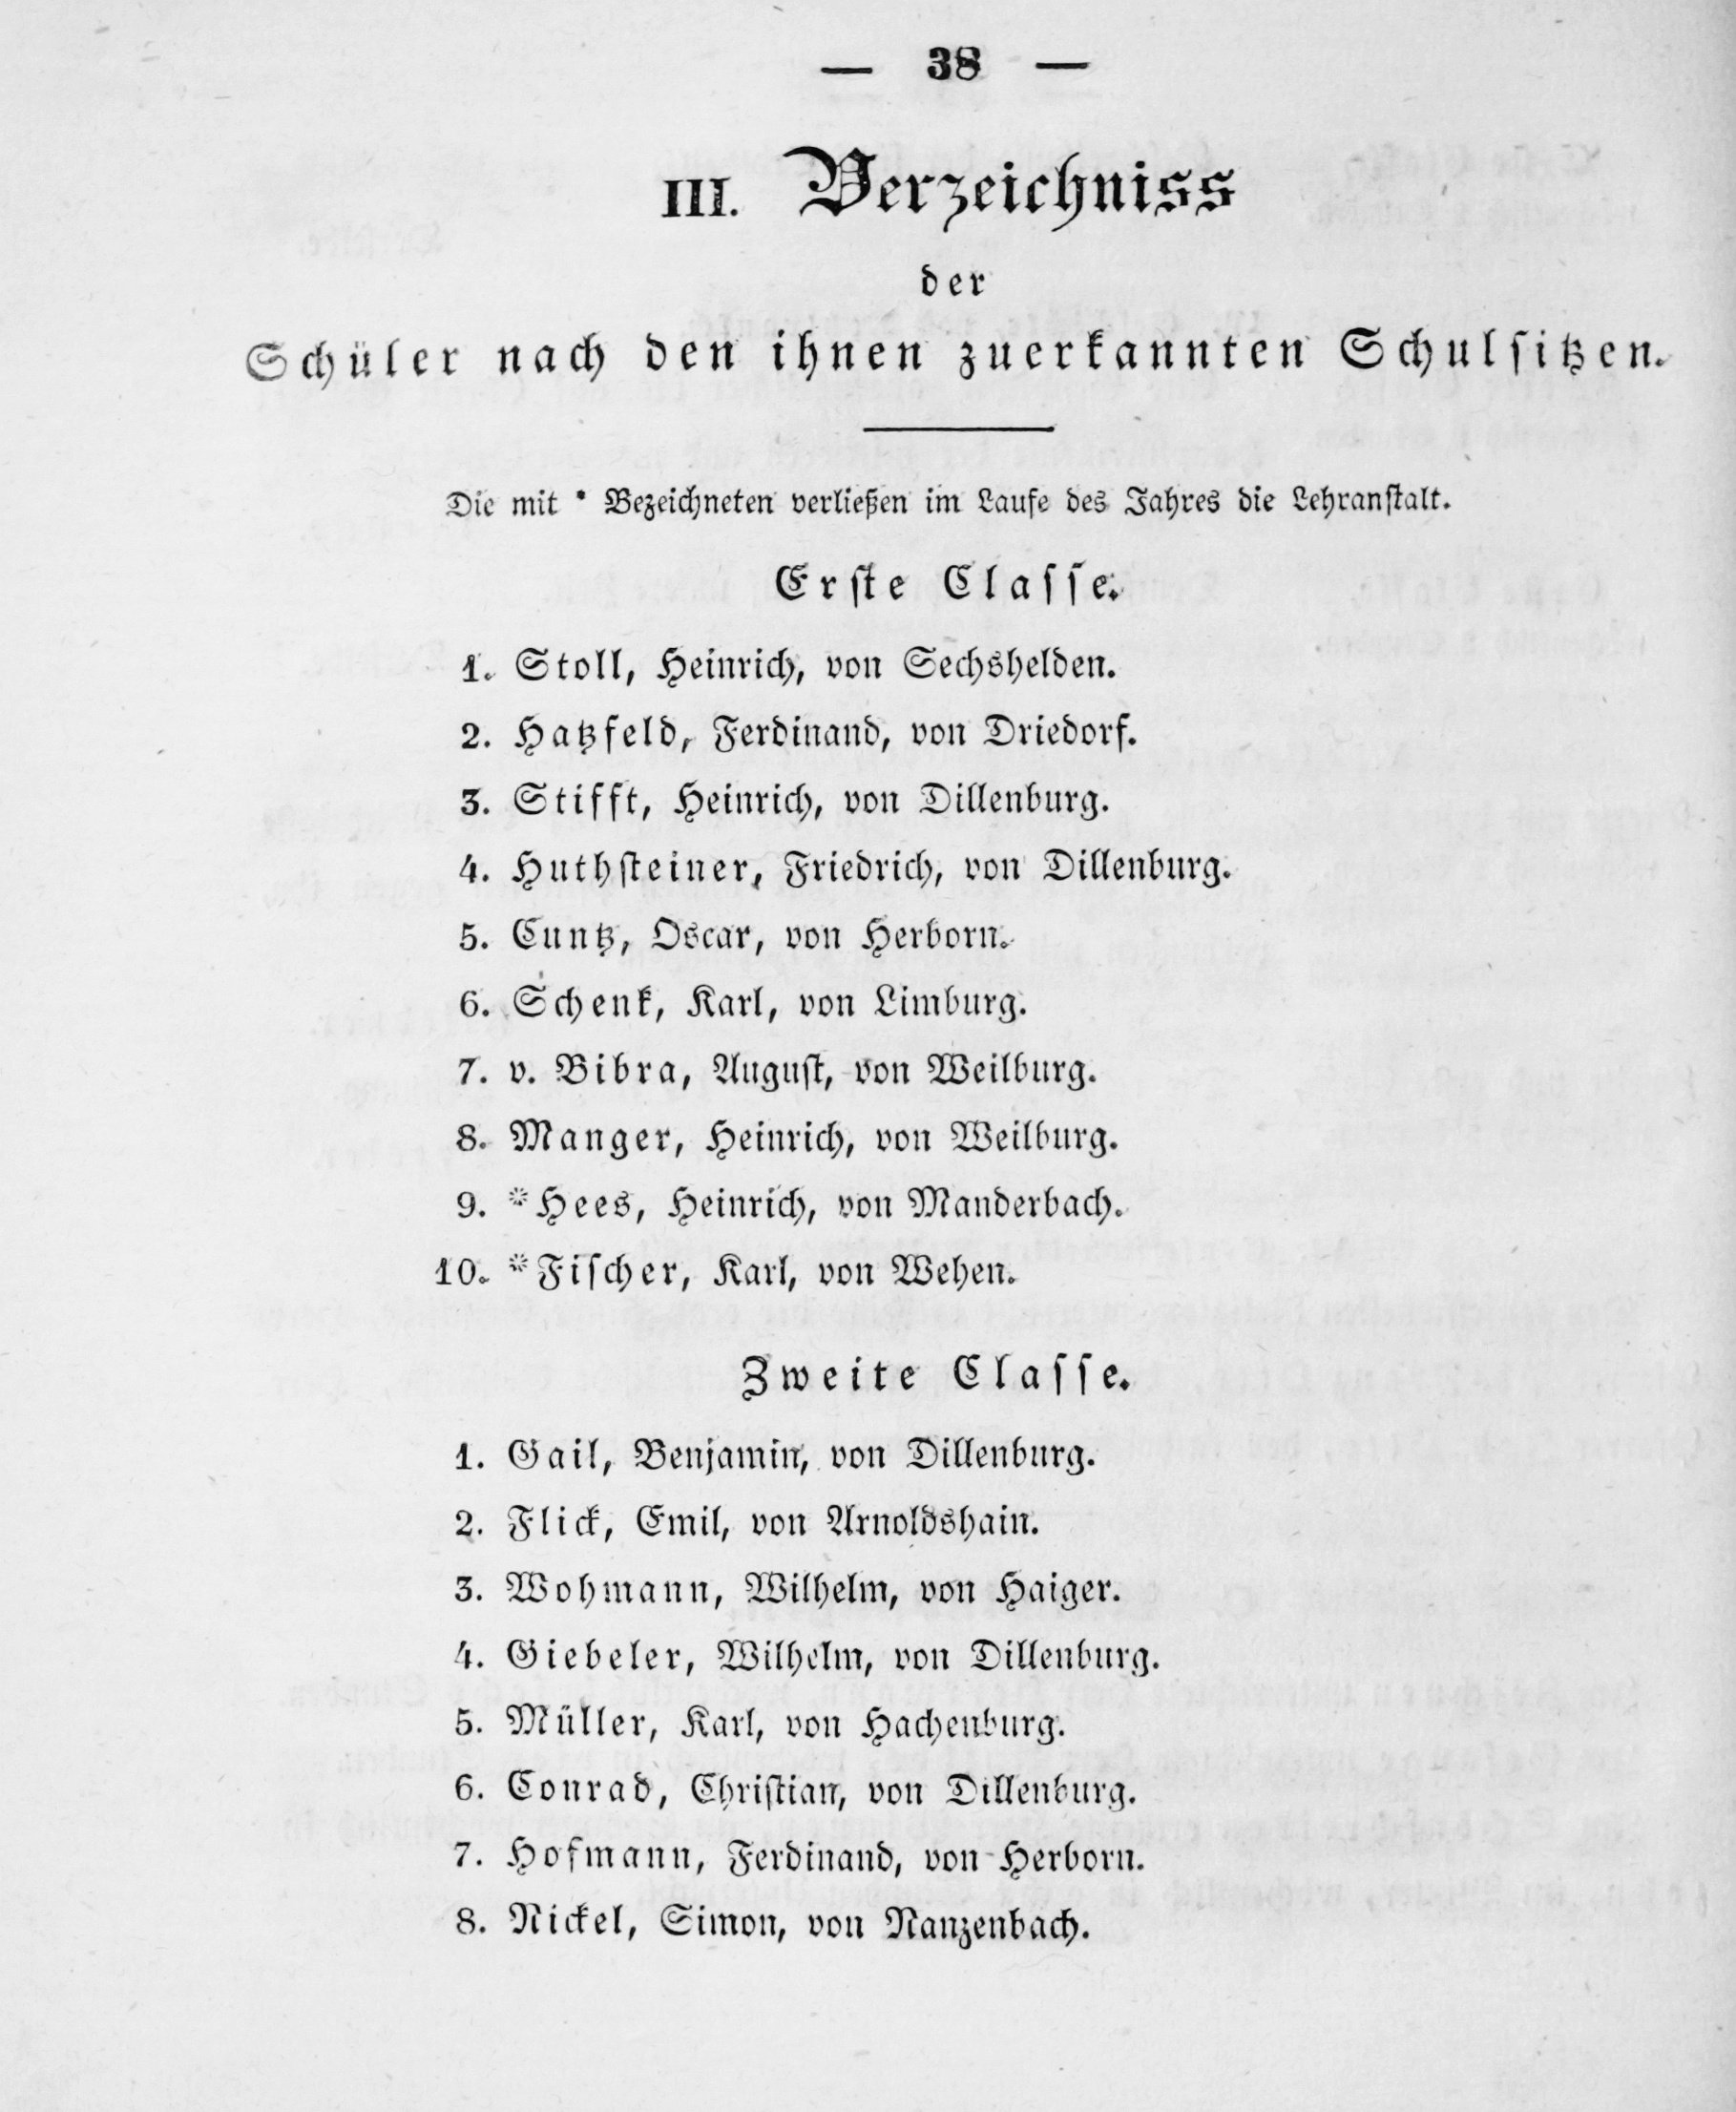 — 38 —
III. Verzeichniss
der
Schüler nach den ihnen zuerkannten Schulsitzen.
Die mit * Bezeichneten verließen im Laufe des Jahres die Lehranstalt.
Erste Classe.
1. Stoll, Heinrich, von Sechshelden.
2. Hatzfeld, Ferdinand, von Driedorf.
3. Stifft, Heinrich, von Dillenburg.
4. Huthsteiner, Friedrich, von Dillenburg.
5. Cuntz, Oscar, von Herborn.
6. Schenk, Karl, von Limburg.
7. v. Bibra, August, von Weilburg.
8. Manger, Heinrich, von Weilburg.
9. *Hees, Heinrich, von Manderbach.
10. *Fischer, Karl, von Wehen.
Zweite Classe.
1. Gail, Benjamin, von Dillenburg.
2. Flick, Emil, von Arnoldshain.
3. Wohmann, Wilhelm, von Haiger.
4. Giebeler, Wilhelm, von Dillenburg.
5. Müller, Karl, von Hachenburg.
6. Conrad, Christian, von Dillenburg.
7. Hofmann, Ferdinand, von Herborn.
8. Nickel, Simon, von Nanzenbach.